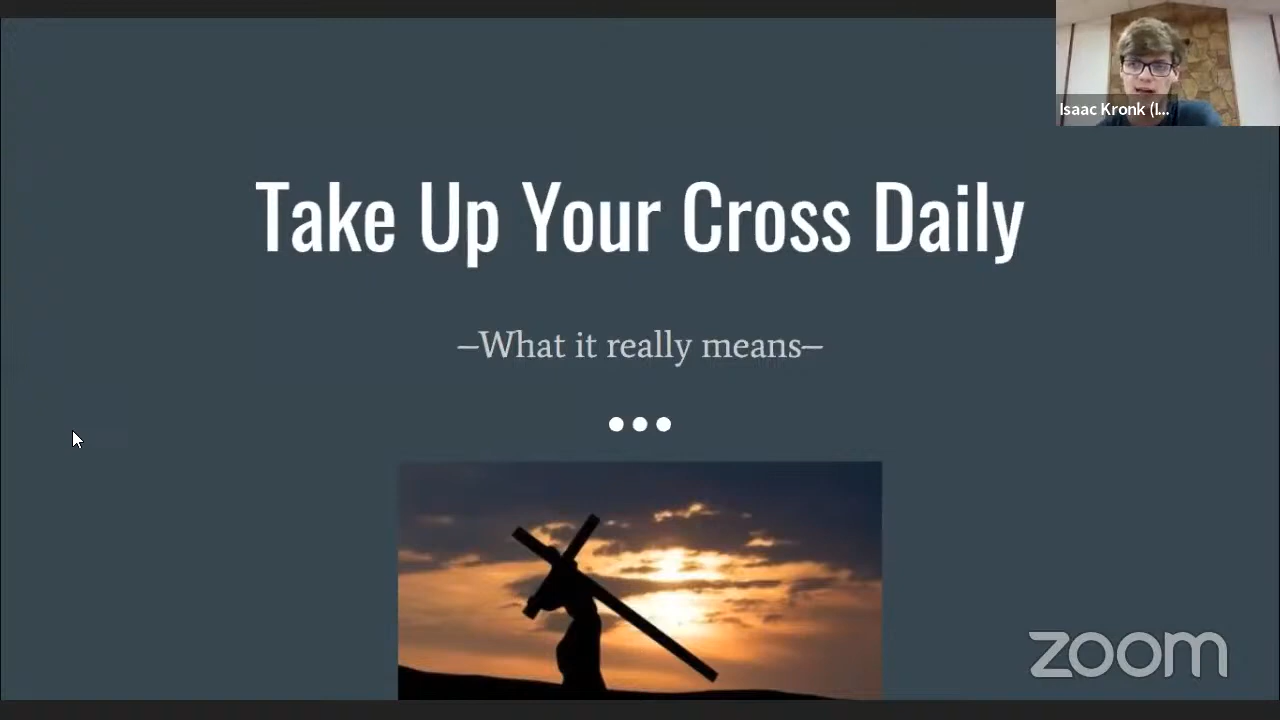 Isaac Kronk (I...
Take Up Your Cross Daily
–What it really means–
zoom